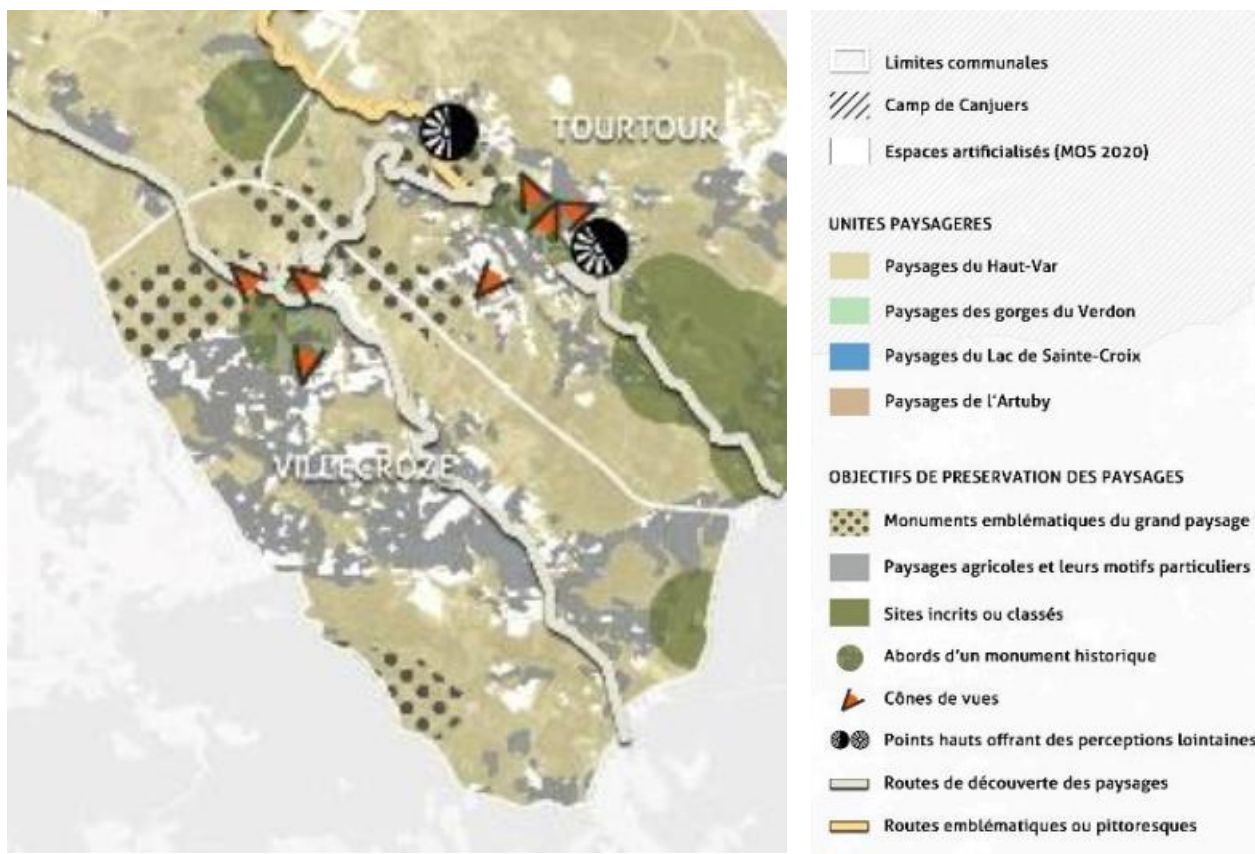 TOURTOUR
VILLECROZE
Limites communales
Camp de Canjuers
Espaces artificialisés (MOS 2020)
UNITES PAYSAGERES
Paysages du Haut-Var
Paysages des gorges du Verdon
Paysages du Lac de Sainte-Croix
Paysages de l'Artuby
OBJECTIFS DE PRESERVATION DES PAYSAGES
Monuments emblématiques du grand paysage
Paysages agricoles et leurs motifs particuliers
Sites incrits ou classés
Abords d'un monument historique
Cônes de vues
Points hauts offrant des perceptions lointaines
Routes de découverte des paysages
Routes emblématiques ou pittoresques